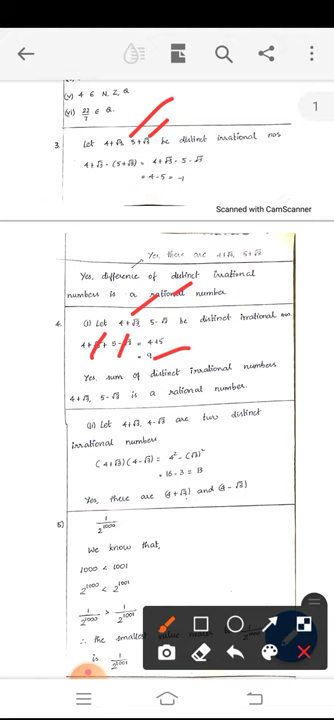 (v) 4 ∈ N, Z, Q
(vi) 22/7 ∈ Q.
3. Let 4+√3, 5+√3 be distinct irrational nos
4+√3 - (5+√3) = 4+√3 - 5 - √3
= 4-5 = -1
1
Scanned with CamScanner
Yes there are 4+√3, 5+√3
Yes, difference of distinct irrational
numbers is a rational number.
4. (i) Let 4+√3, 5-√3 be distinct irrational nos.
4+√3 + 5-√3 = 4+5
= 9
Yes, sum of distinct irrational numbers
4+√3, 5-√3 is a rational number.
(ii) Let 4+√3, 4-√3 are two distinct
irrational numbers.
(4+√3)(4-√3) = 4² - (√3)²
= 16 - 3 = 13
Yes, there are (4+√3) and (4-√3)
5) 1/2^1000
We know that,
1000 < 1001
2^1000 < 2^1001
1/2^1000 > 1/2^1001
∴ the smallest value
is 1/2^1001
1